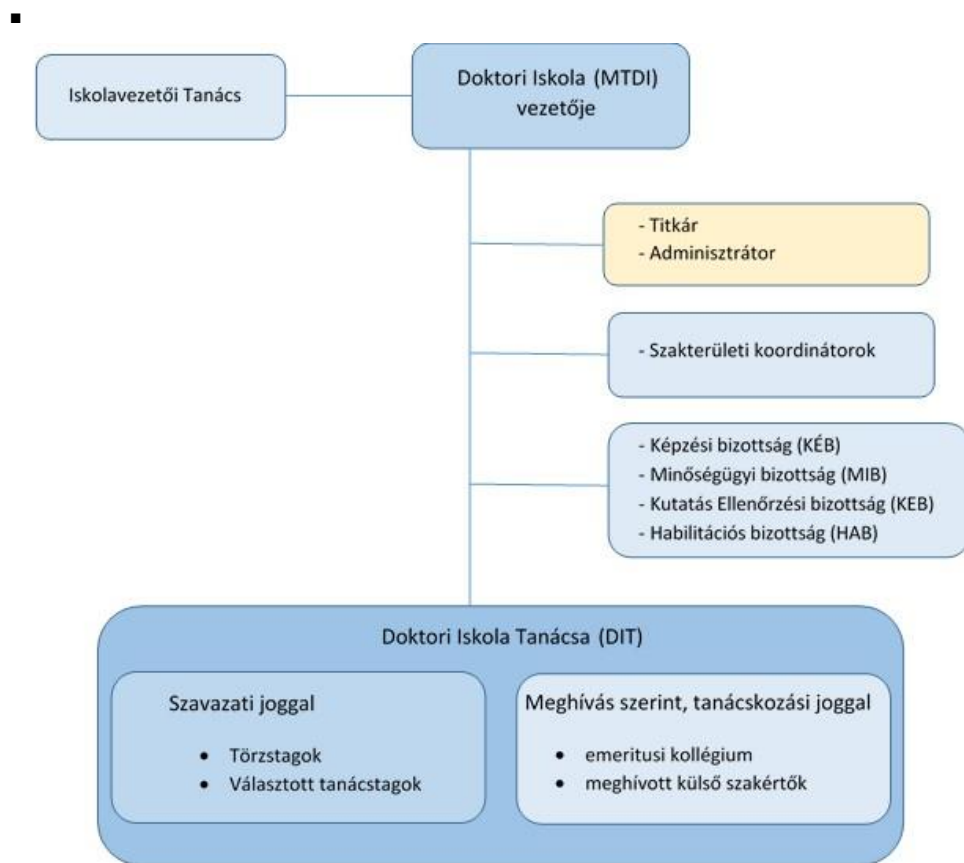 ▪
Iskolavezetői Tanács
Doktori Iskola (MTDI)
vezetője
- Titkár
- Adminisztrátor
- Szakterületi koordinátorok
- Képzési bizottság (KÉB)
- Minőségügyi bizottság (MIB)
- Kutatás Ellenőrzési bizottság (KEB)
- Habilitációs bizottság (HAB)
Doktori Iskola Tanácsa (DIT)
Szavazati joggal
• Törzstagok
• Választott tanácstagok
Meghívás szerint, tanácskozási joggal
• emeritusi kollégium
• meghívott külső szakértők